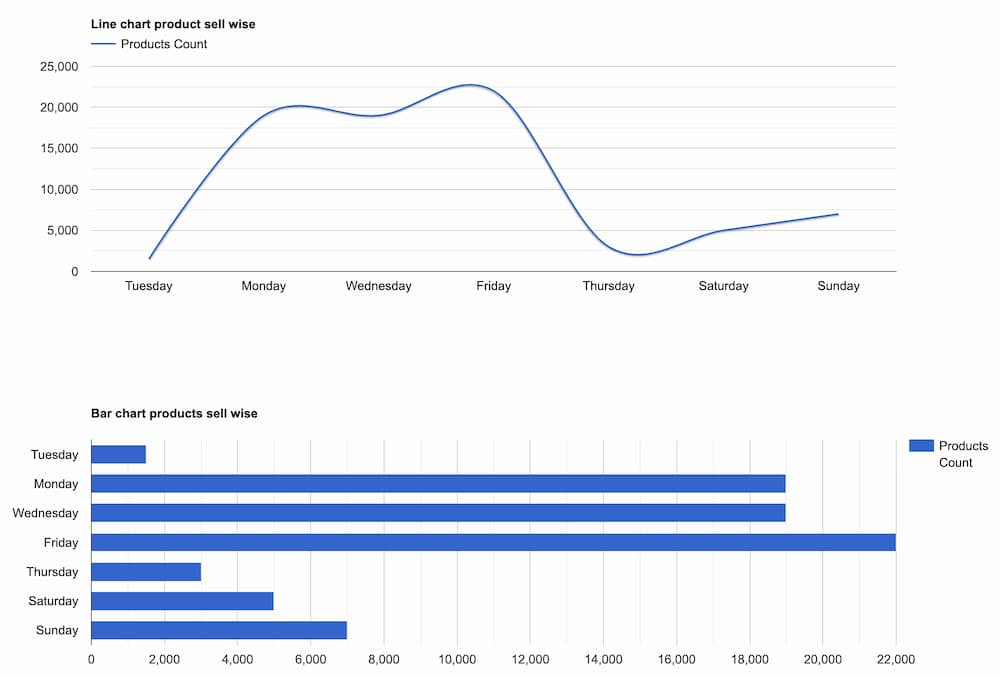 Line chart product sell wise
Products Count
25,000
20,000
15,000
10,000
5,000
0
Tuesday Monday Wednesday Friday Thursday Saturday Sunday
Bar chart products sell wise
Products
Count
Tuesday
Monday
Wednesday
Friday
Thursday
Saturday
Sunday
0 2,000 4,000 6,000 8,000 10,000 12,000 14,000 16,000 18,000 20,000 22,000